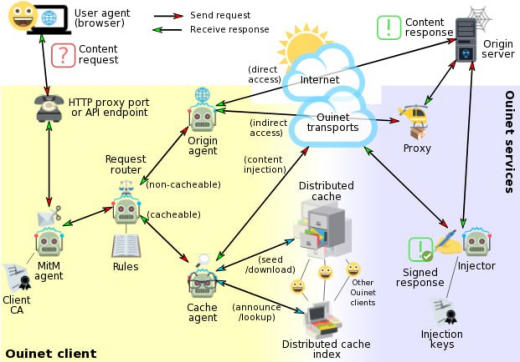 User agent
(browser)
Send request
Receive response
Content
request
Content
response
Origin
server
(direct
access)
Internet
HTTP proxy port
or API endpoint
Origin
agent
(indirect
access)
Ouinet
transports
Proxy
Ouinet services
Request
router
(non-cacheable)
(content
injection)
(cacheable)
Distributed
cache
MitM
agent
Rules
Client
CA
Cache
agent
(seed
/download)
(announce
/lookup)
Other
Ouinet
clients
Signed
response
Injector
Distributed cache
index
Injection
keys
Ouinet client